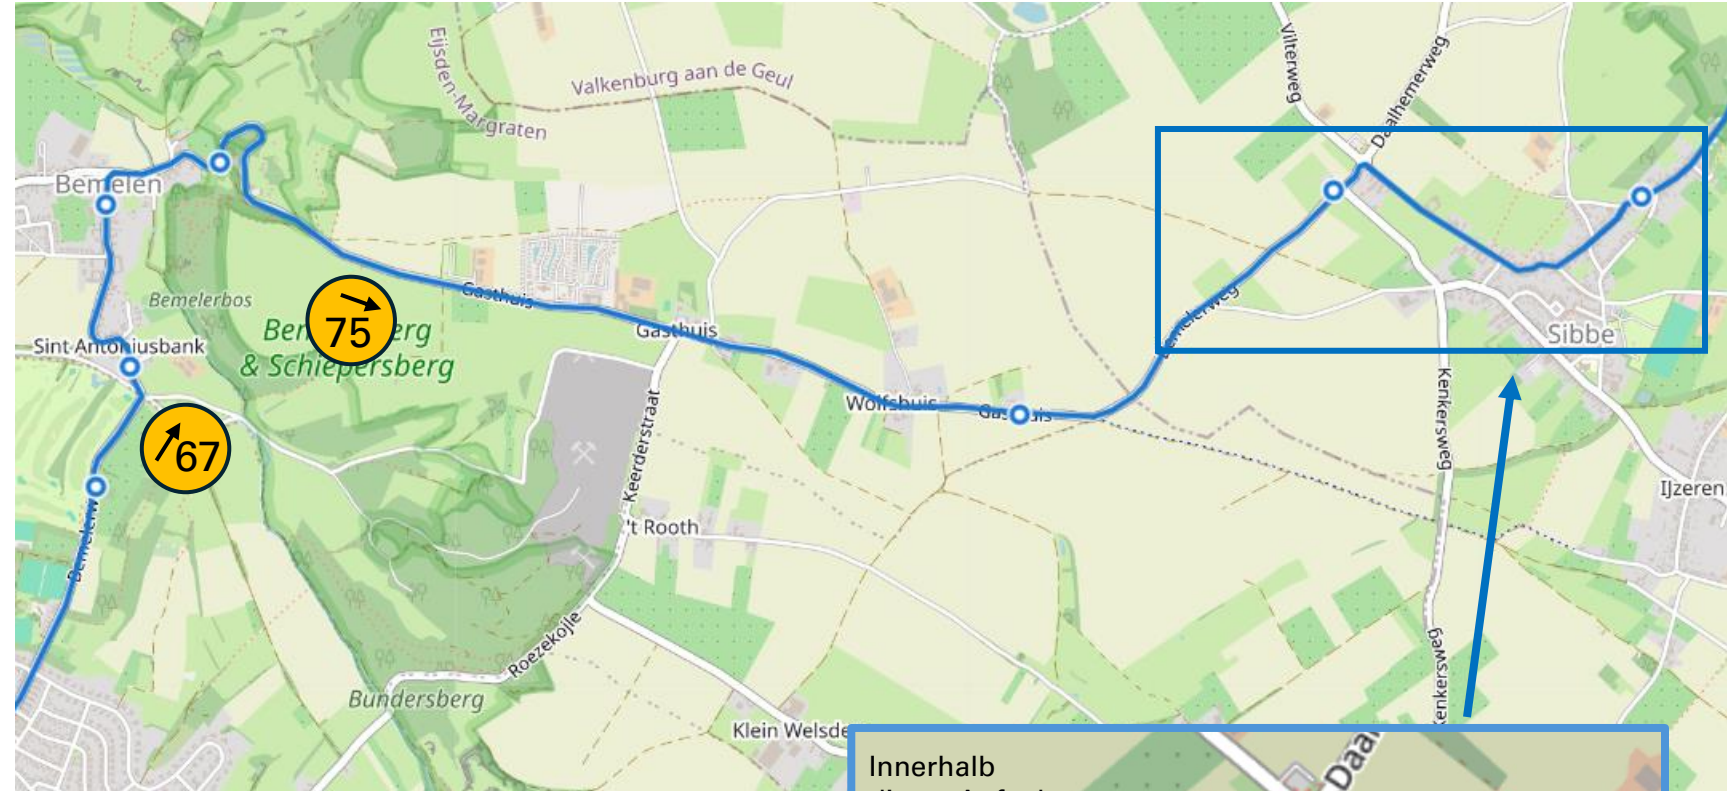 Eijsden-Margraten
Valkenburg aan de Geul
Vilterweg
Daalhemerweg
Bemelen
Bemelerbos
Gasthuis
75
& Schiepersberg
Sint Antoniusbank
Gasthuis
Bemelerweg
Sibbe
Wolfshuis
67
Keerderstraat
Kenkersweg
IJzeren
't Rooth
Roezekojle
Kenkersweg
Bundersberg
Klein Welsde
Innerhalb